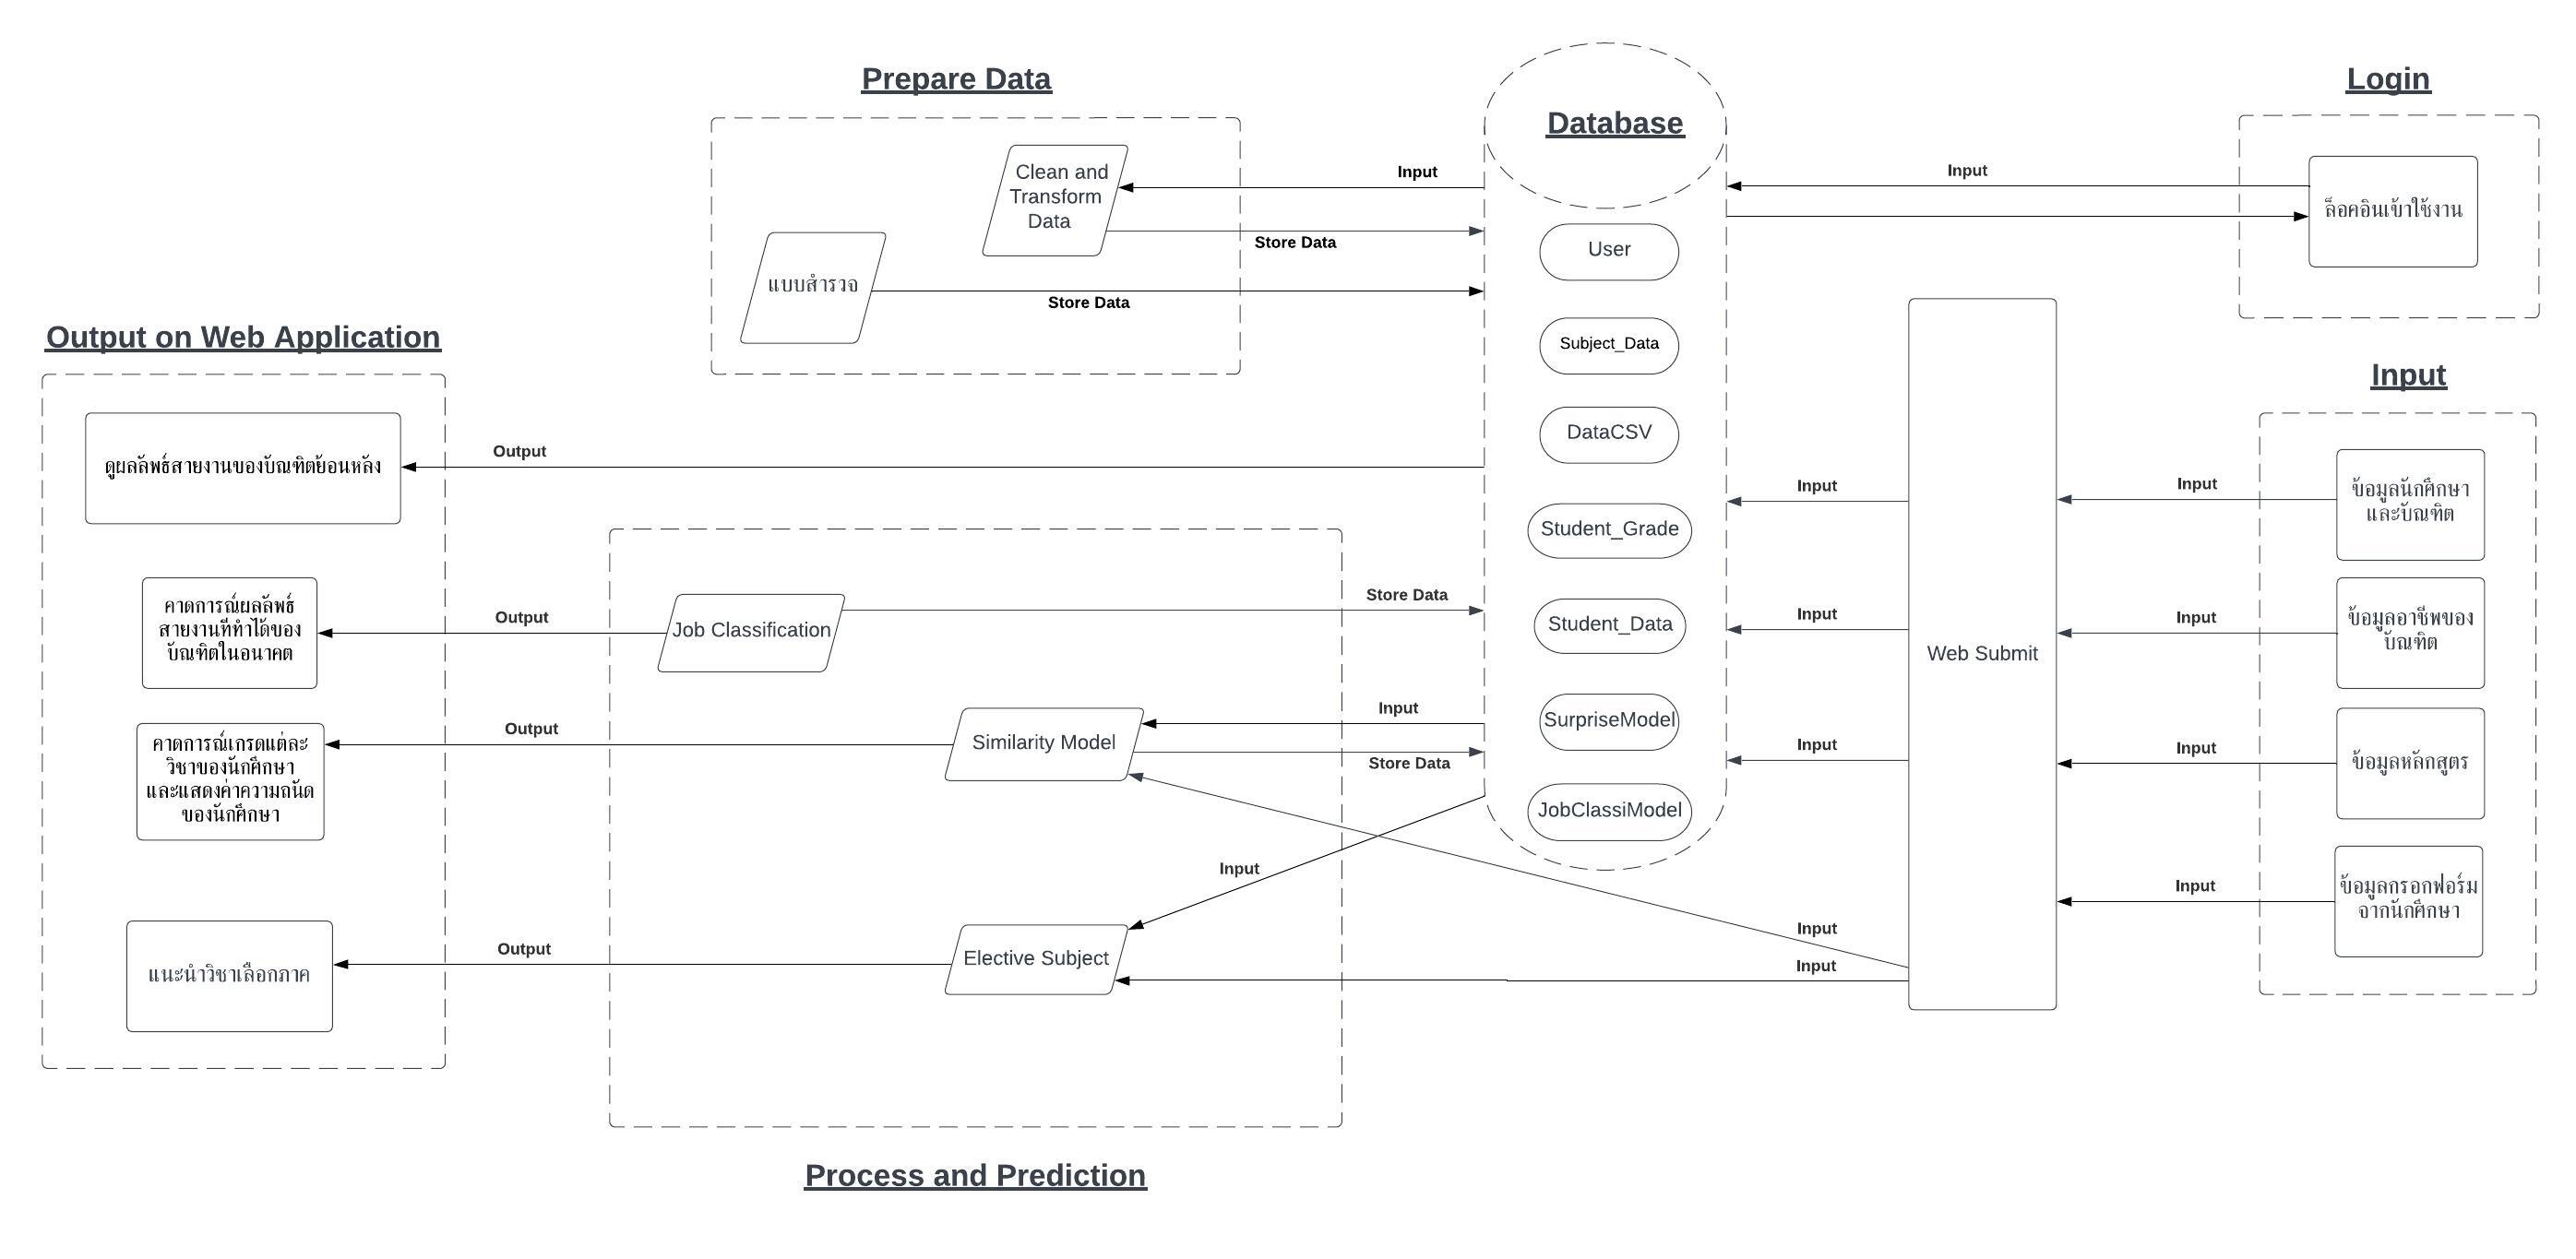 Prepare Data
Clean and
Transform
Data
แบบสำรวจ
Input
Store Data
Store Data
Database
User
Subject_Data
DataCSV
Student_Grade
Student_Data
SurpriseModel
JobClassiModel
Login
ล็อคอินเข้าใช้งาน
Input
Input
ข้อมูลนักศึกษา
และบัณฑิต
ข้อมูลอาชีพของ
บัณฑิต
ข้อมูลหลักสูตร
ข้อมูลกรอกฟอร์ม
จากนักศึกษา
Input
Input
Input
Input
Web Submit
Input
Input
Input
Input
Input
Output on Web Application
ดูผลลัพธ์สายงานของบัณฑิตย้อนหลัง
คาดการณ์ผลลัพธ์
สายงานที่ทำได้ของ
บัณฑิตในอนาคต
คาดการณ์เกรดแต่ละ
วิชาของนักศึกษา
และแสดงค่าความถนัด
ของนักศึกษา
แนะนำวิชาเลือกภาค
Output
Output
Output
Output
Job Classification
Store Data
Similarity Model
Input
Store Data
Input
Elective Subject
Process and Prediction